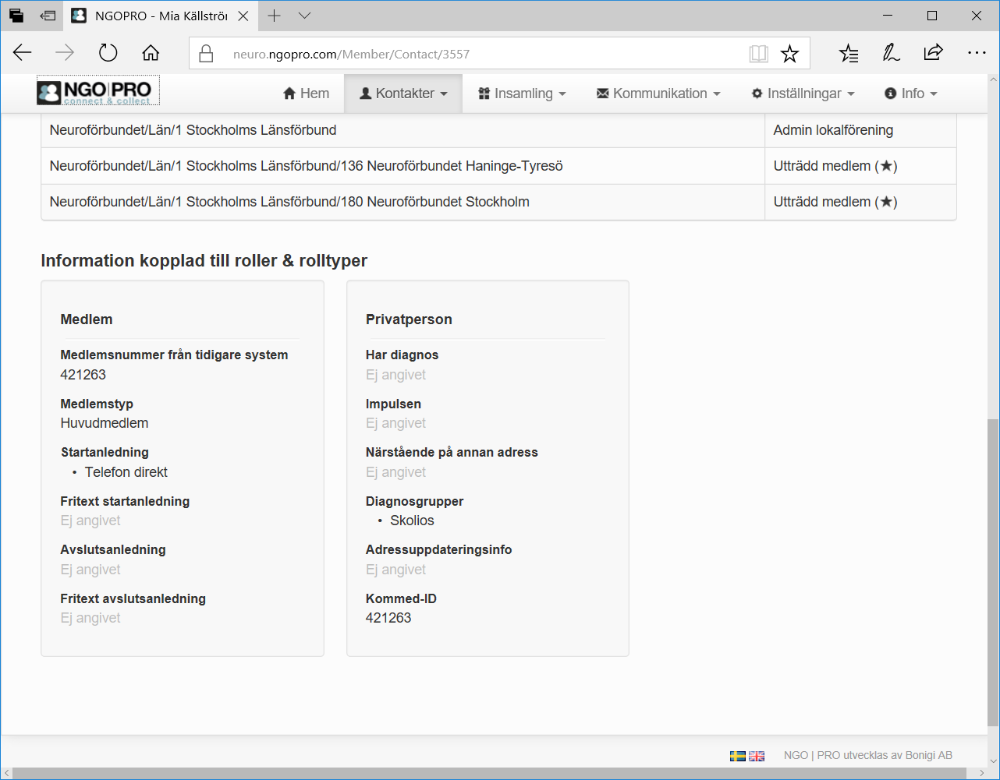 NGOPRO - Mia Källströr
neuro.ngopro.com/Member/Contact/3557
NGO|PRO
connect & collect
Hem
Kontakter
Insamling
Kommunikation
Inställningar
Info
Neuroförbundet/Län/1 Stockholms Länsförbund
Admin lokalförening
Neuroförbundet/Län/1 Stockholms Länsförbund/136 Neuroförbundet Haninge-Tyresö
Utträdd medlem (★)
Neuroförbundet/Län/1 Stockholms Länsförbund/180 Neuroförbundet Stockholm
Utträdd medlem (★)
Information kopplad till roller & rolltyper
Medlem
Medlemsnummer från tidigare system
421263
Medlemstyp
Huvudmedlem
Startanledning
• Telefon direkt
Fritext startanledning
Ej angivet
Avslutsanledning
Ej angivet
Fritext avslutsanledning
Ej angivet
Privatperson
Har diagnos
Ej angivet
Impulsen
Ej angivet
Närstående på annan adress
Ej angivet
Diagnosgrupper
• Skolios
Adressuppdateringsinfo
Ej angivet
Kommed-ID
421263
NGO | PRO utvecklas av Bonigi AB